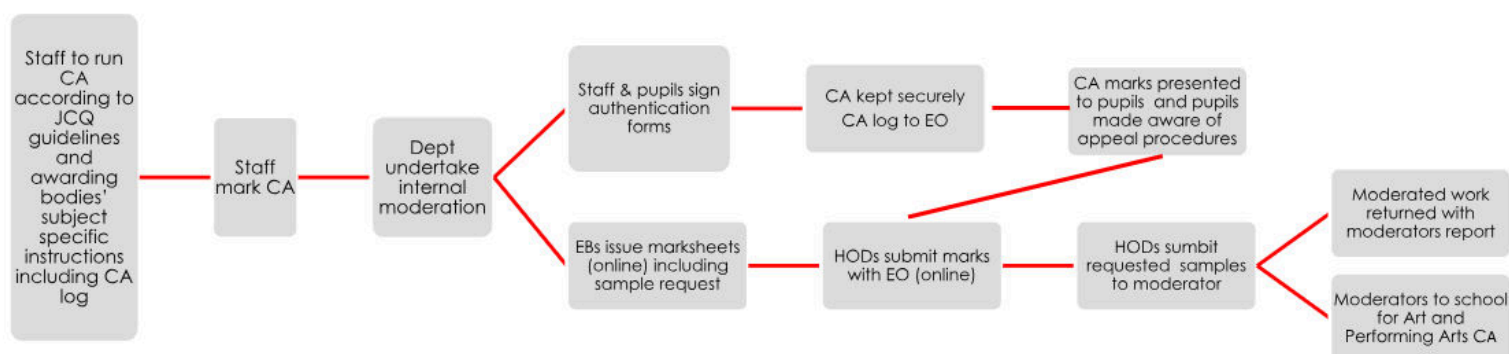 Staff to run
CA
according to
JCQ
guidelines
and
awarding
bodies'
subject
specific
instructions
including CA
log
Staff
mark CA
Dept
undertake
internal
moderation
Staff & pupils sign
authentication
forms
CA kept securely
CA log to EO
CA marks presented
to pupils and pupils
made aware of
appeal procedures
EBs issue marksheets
(online) including
sample request
HODs submit marks
with EO (online)
HODs sumbit
requested samples
to moderator
Moderated work
returned with
moderators report
Moderators to school
for Art and
Performing Arts CA